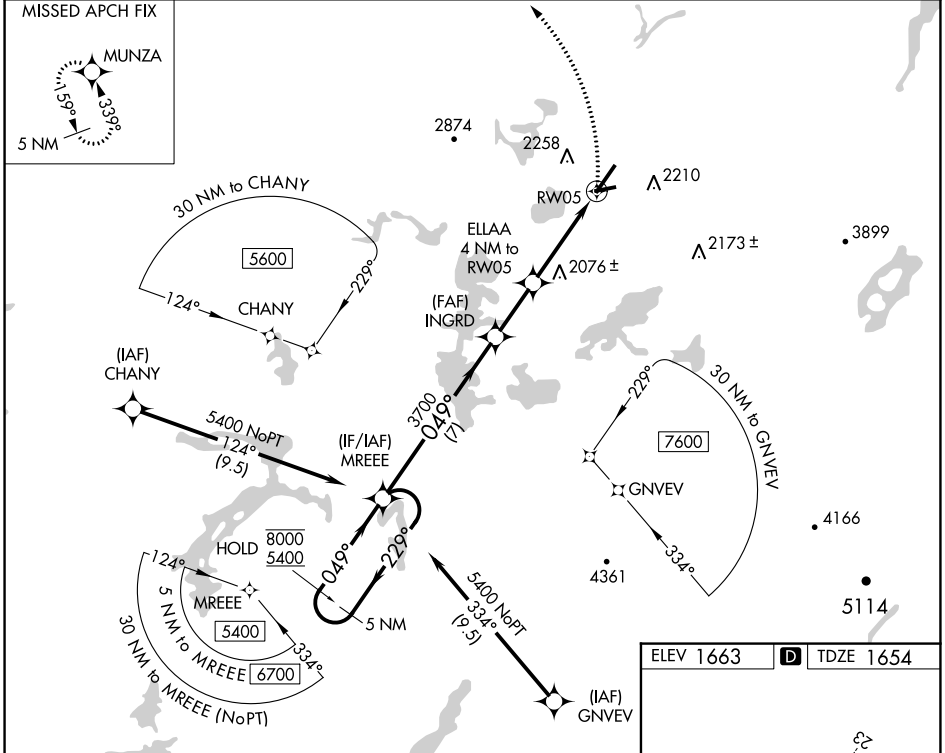 MISSED APCH FIX
MUNZA
159°
339°
5 NM
2874
2258
2210
RW05
ELLAA
4 NM to
RW05
2173 ±
3899
2076 ±
30 NM to CHANY
5600
229°
124°
CHANY
(FAF)
INGRD
(IAF)
CHANY
5400 NoPT
124°
(9.5)
3700
049°
(7)
(IF/IAF)
MREEE
229°
30 NM to GNVEV
7600
GNVEV
334°
4166
4361
5114
HOLD
8000
5400
049°
229°
5 NM
124°
MREEE
5400
334°
5 NM to MREEE
6700
30 NM to MREEE (NoPT)
5400 NoPT
334°
(9.5)
(IAF)
GNVEV
ELEV 1663
D
TDZE 1654
23